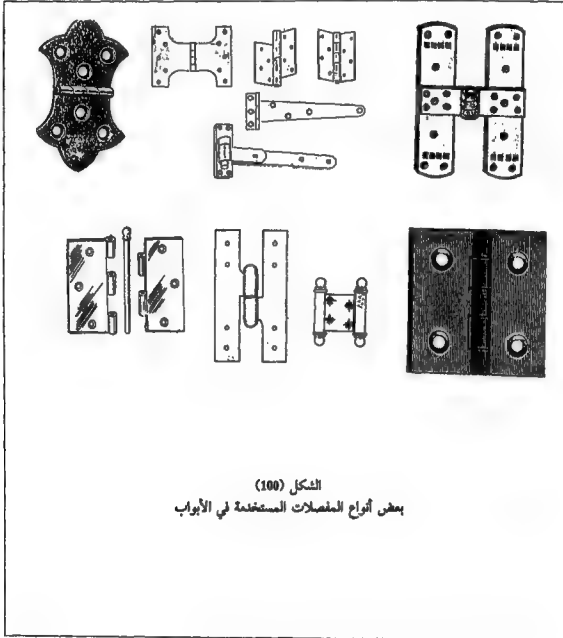 الشكل (100)
بعض أنواع المفصلات المستخدمة في الأبواب